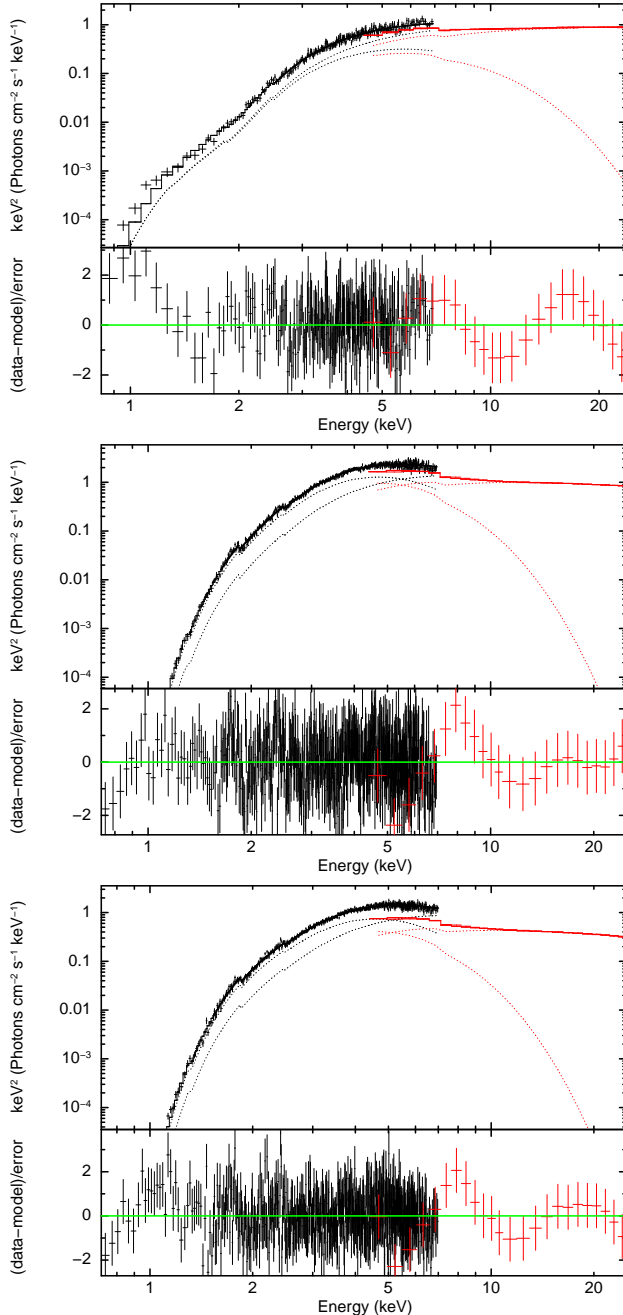 keV² (Photons cm⁻² s⁻¹ keV⁻¹)
1
0.1
0.01
10⁻³
10⁻⁴
(data−model)/error
2
0
−2
1 2 5 10 20
Energy (keV)
keV² (Photons cm⁻² s⁻¹ keV⁻¹)
1
0.1
0.01
10⁻³
10⁻⁴
(data−model)/error
2
0
−2
1 2 5 10 20
Energy (keV)
keV² (Photons cm⁻² s⁻¹ keV⁻¹)
1
0.1
0.01
10⁻³
10⁻⁴
(data−model)/error
2
0
−2
1 2 5 10 20
Energy (keV)